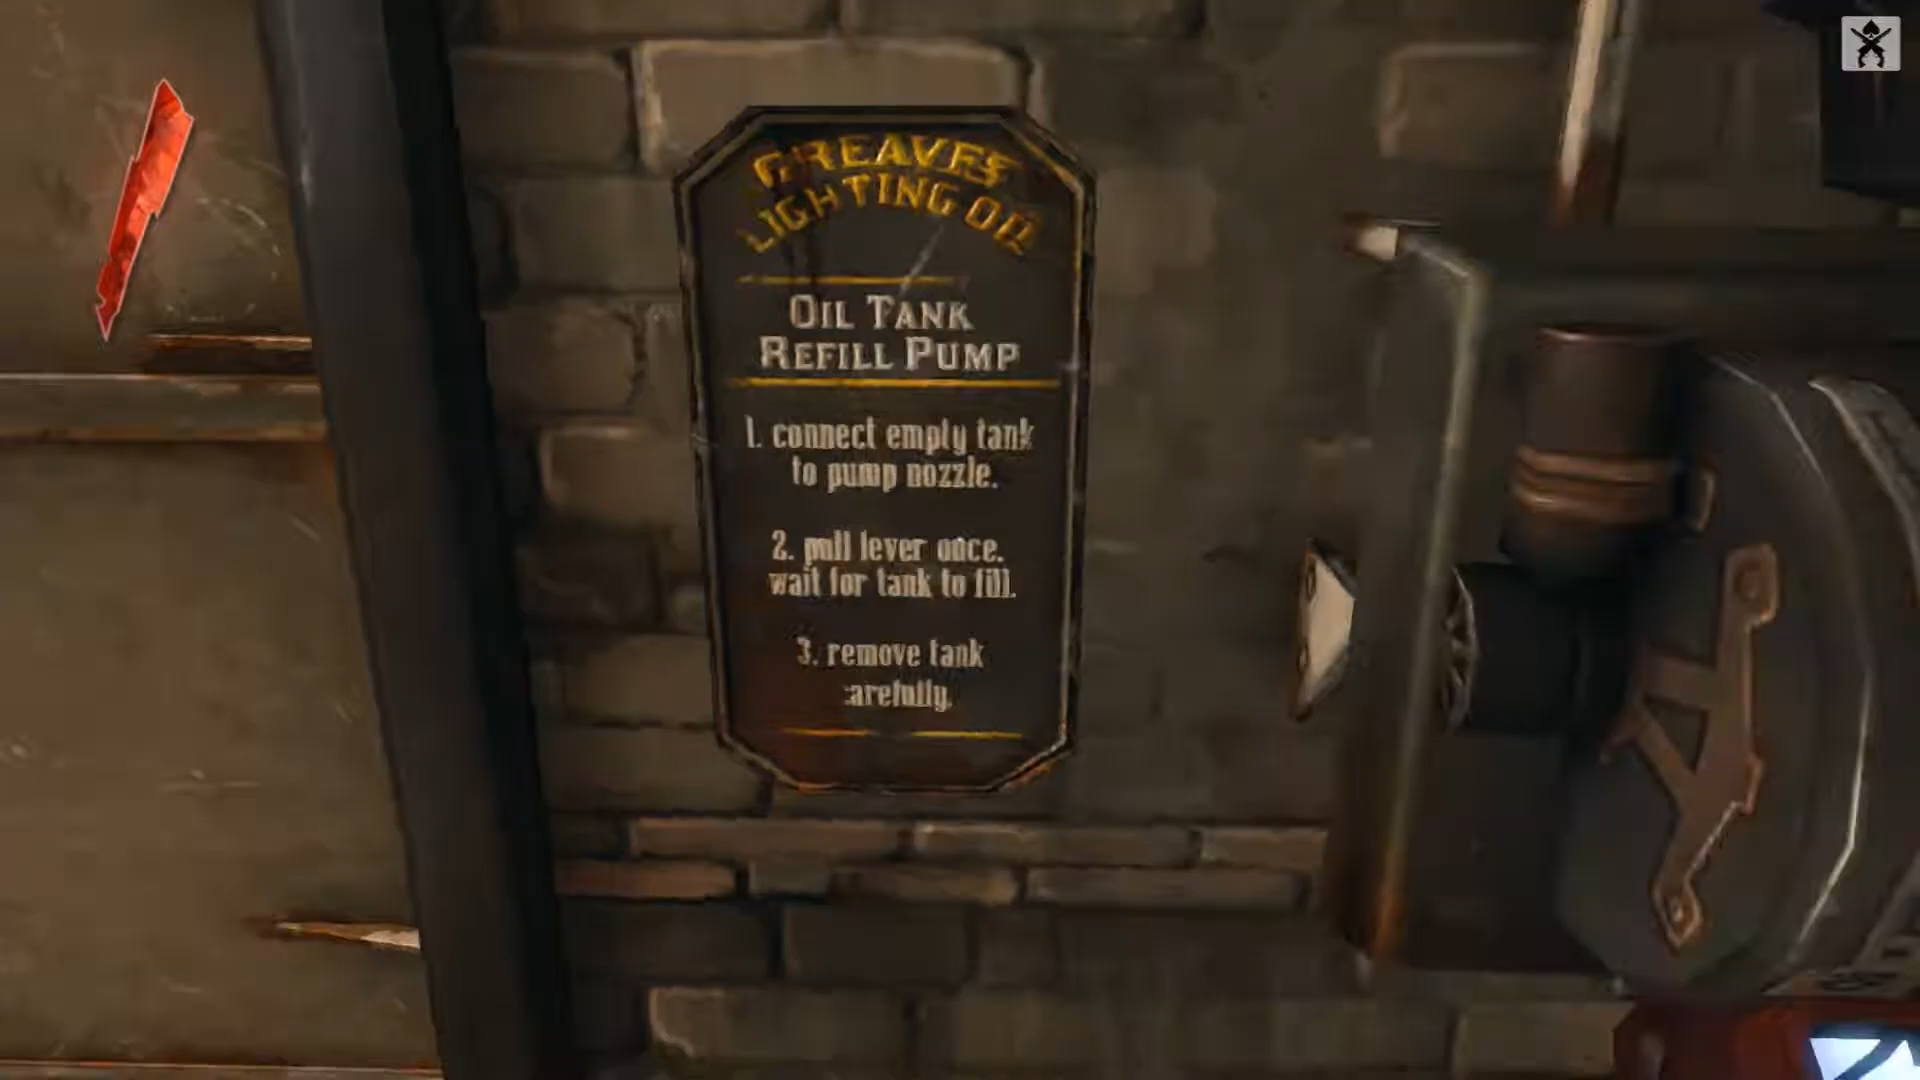 GREAVES
LIGHTING OIL
OIL TANK
REFILL PUMP
1. connect empty tank
to pump nozzle.
2. pull lever once.
wait for tank to fill.
3. remove tank
carefully.